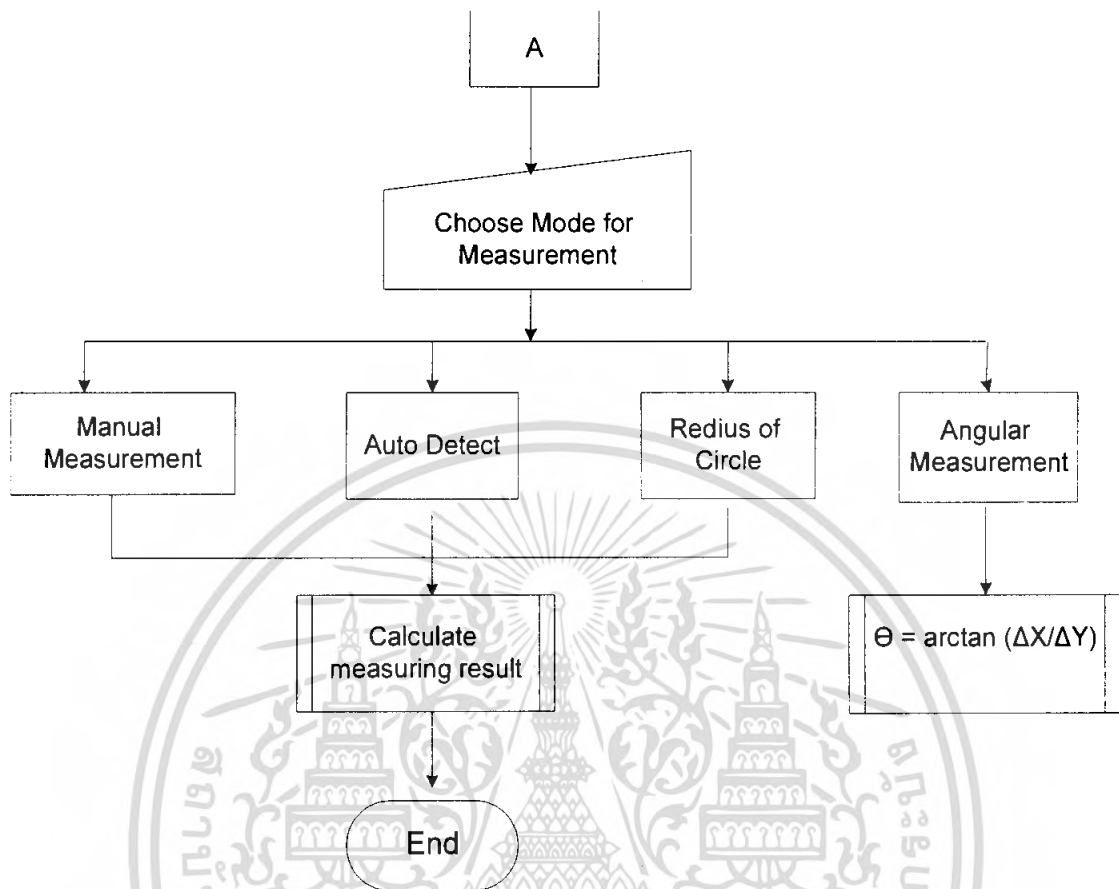 A
Choose Mode for
Measurement
Manual
Measurement
Auto Detect
Redius of
Circle
Angular
Measurement
Calculate
measuring result
Θ = arctan (ΔX/ΔY)
End